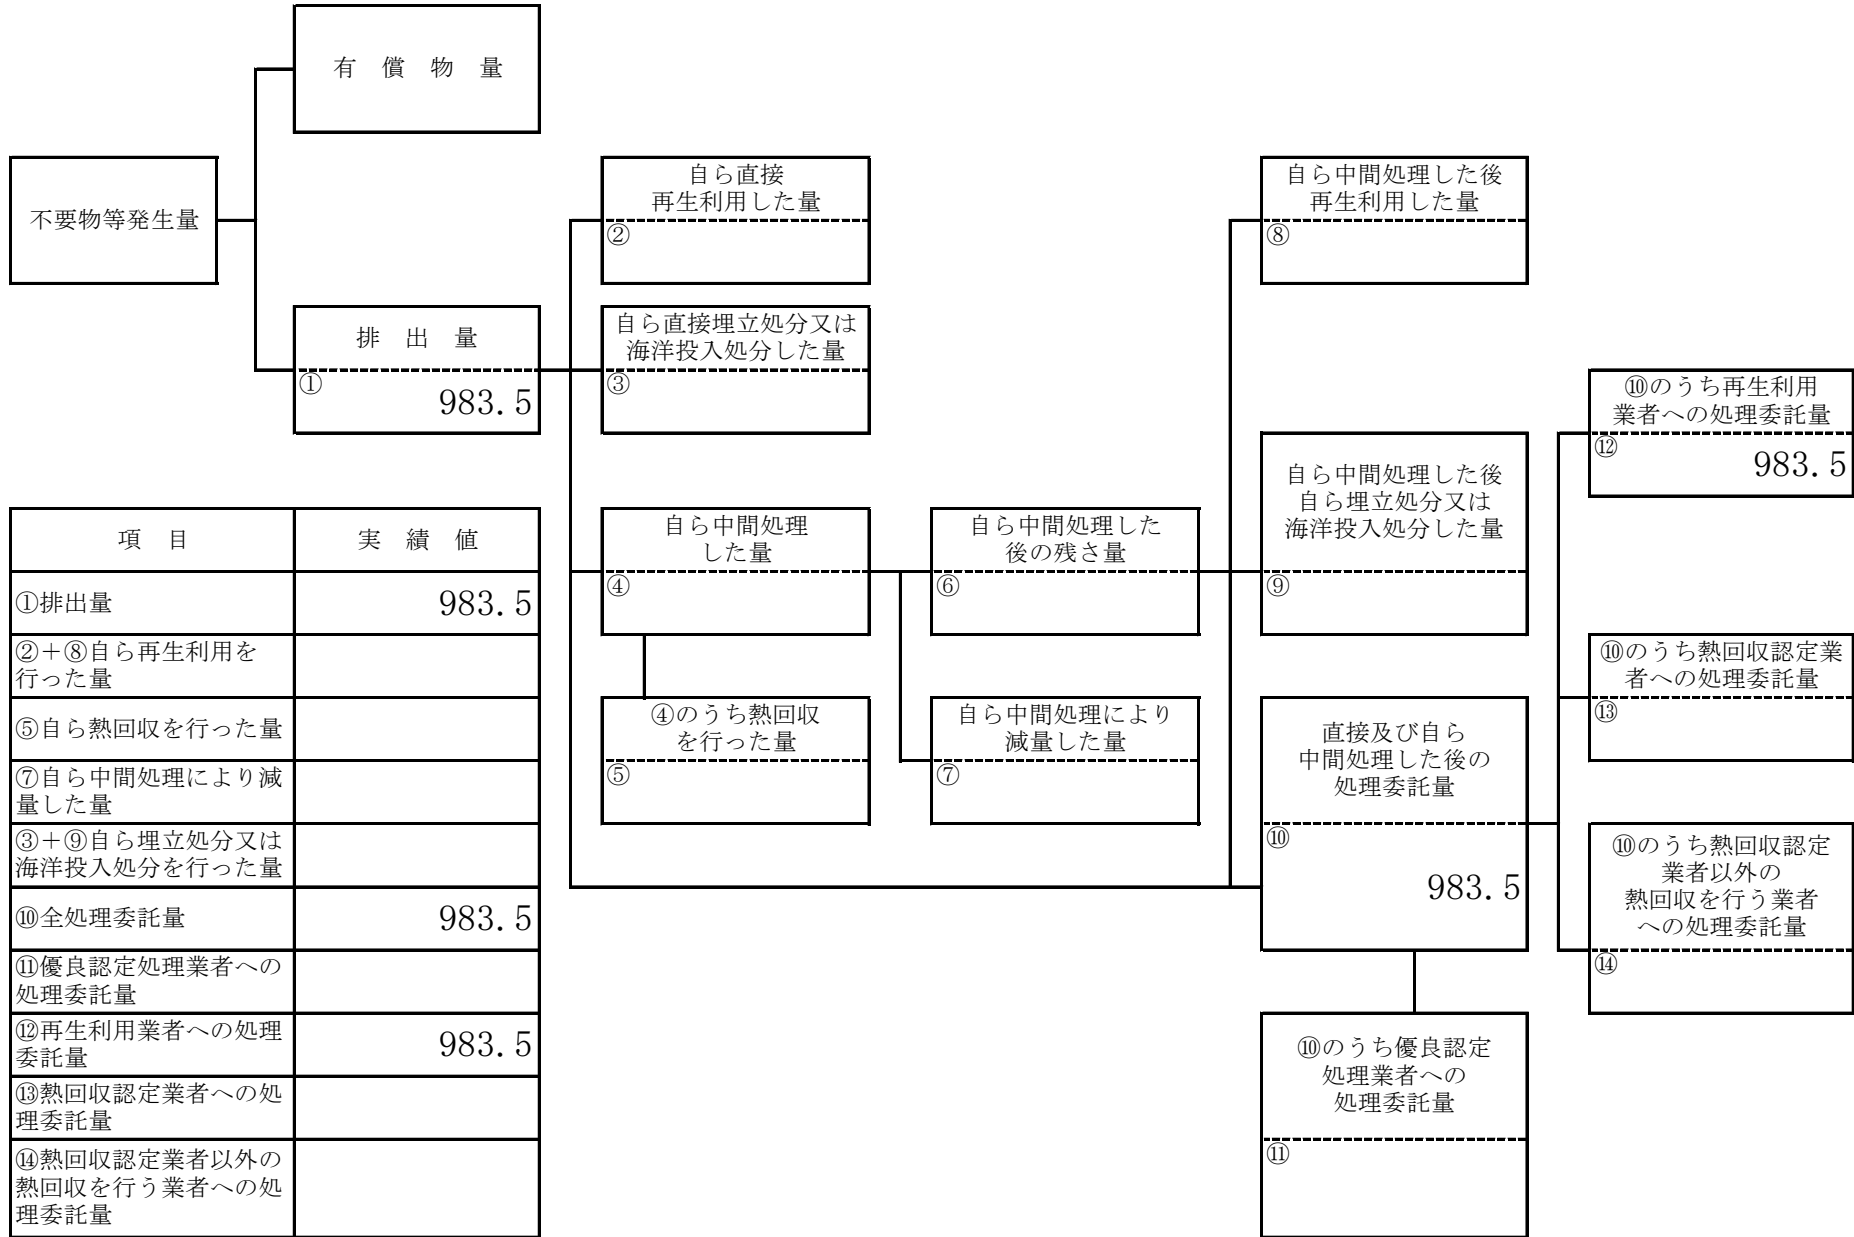 有　償　物　量
不要物等発生量
排　出　量
①
983.5
自ら直接
再生利用した量
②
自ら直接埋立処分又は
海洋投入処分した量
③
自ら中間処理
した量
④
④のうち熱回収
を行った量
⑤
自ら中間処理した
後の残さ量
⑥
自ら中間処理により
減量した量
⑦
自ら中間処理した後
再生利用した量
⑧
自ら中間処理した後
自ら埋立処分又は
海洋投入処分した量
⑨
直接及び自ら
中間処理した後の
処理委託量
⑩
983.5
⑩のうち優良認定
処理業者への
処理委託量
⑪
⑩のうち再生利用
業者への処理委託量
⑫
983.5
⑩のうち熱回収認定業
者への処理委託量
⑬
⑩のうち熱回収認定
業者以外の
熱回収を行う業者
への処理委託量
⑭
項　目　実　績　値
①排出量　983.5
②＋⑧自ら再生利用を
行った量
⑤自ら熱回収を行った量
⑦自ら中間処理により減
量した量
③＋⑨自ら埋立処分又は
海洋投入処分を行った量
⑩全処理委託量　983.5
⑪優良認定処理業者への
処理委託量
⑫再生利用業者への処理
委託量　983.5
⑬熱回収認定業者への処
理委託量
⑭熱回収認定業者以外の
熱回収を行う業者への処
理委託量